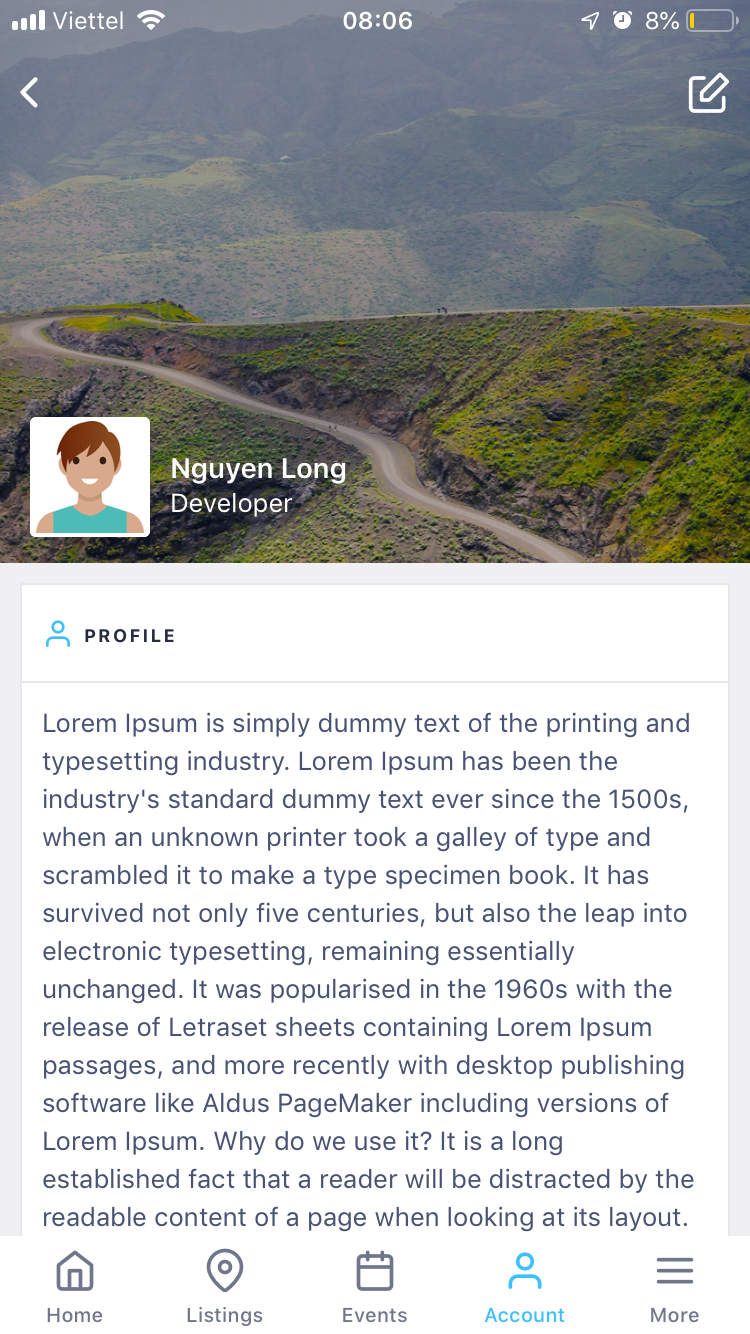 Viettel 08:06 8%
Nguyen Long
Developer
PROFILE
Lorem Ipsum is simply dummy text of the printing and
typesetting industry. Lorem Ipsum has been the
industry's standard dummy text ever since the 1500s,
when an unknown printer took a galley of type and
scrambled it to make a type specimen book. It has
survived not only five centuries, but also the leap into
electronic typesetting, remaining essentially
unchanged. It was popularised in the 1960s with the
release of Letraset sheets containing Lorem Ipsum
passages, and more recently with desktop publishing
software like Aldus PageMaker including versions of
Lorem Ipsum. Why do we use it? It is a long
established fact that a reader will be distracted by the
readable content of a page when looking at its layout.
Home Listings Events Account More